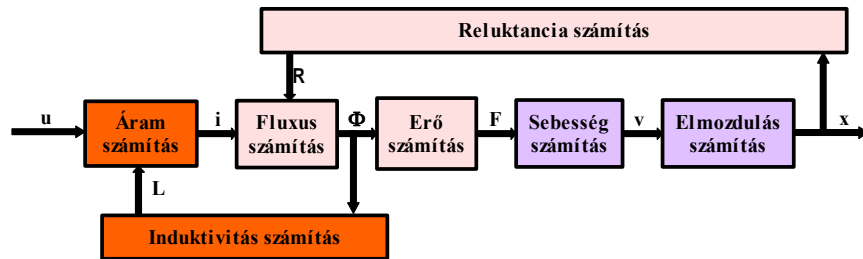 Reluktancia számítás
R
u
Áram
számítás
i
Fluxus
számítás
Φ
Erő
számítás
F
Sebesség
számítás
v
Elmozdulás
számítás
x
L
Induktivitás számítás